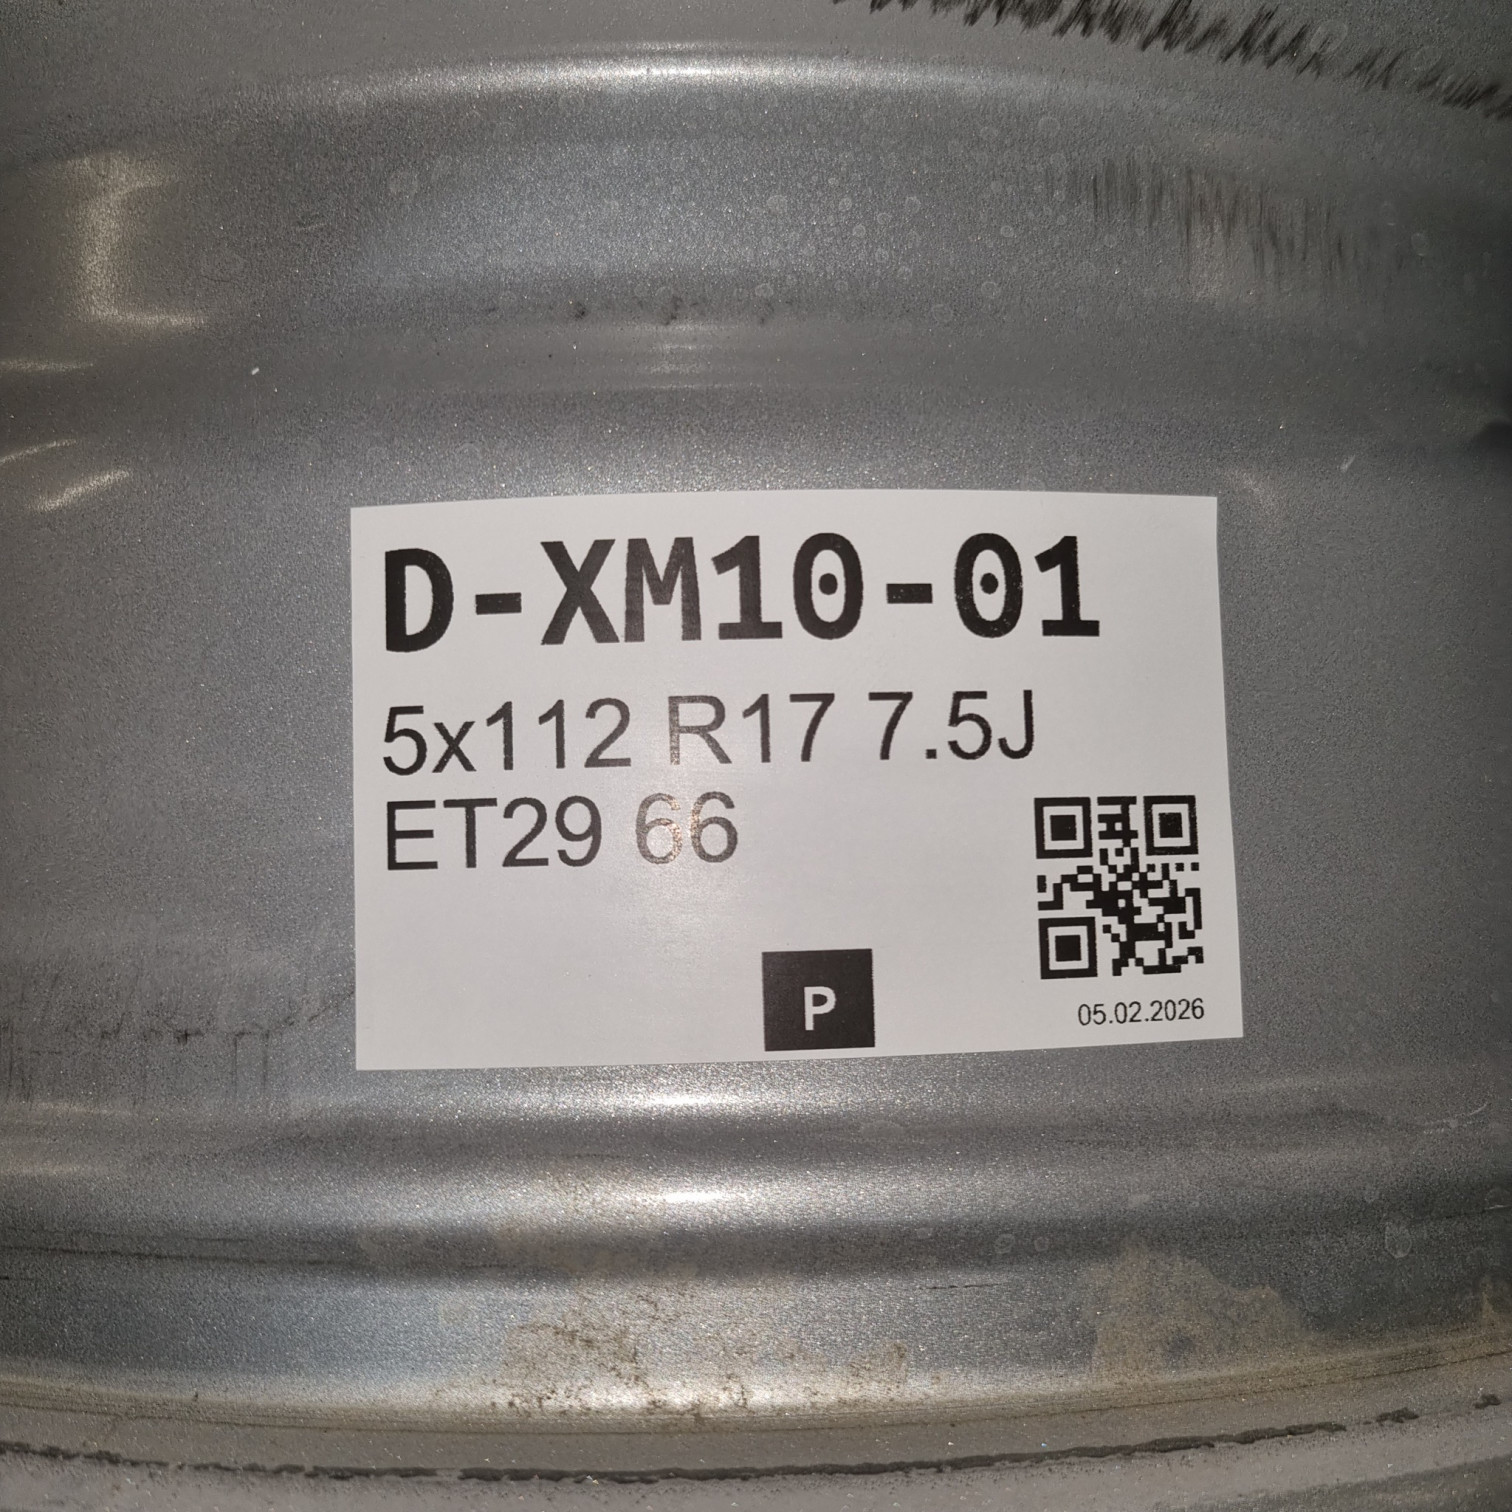 D-XM10-01
5x112 R17 7.5J
ET29 66
P
05.02.2026